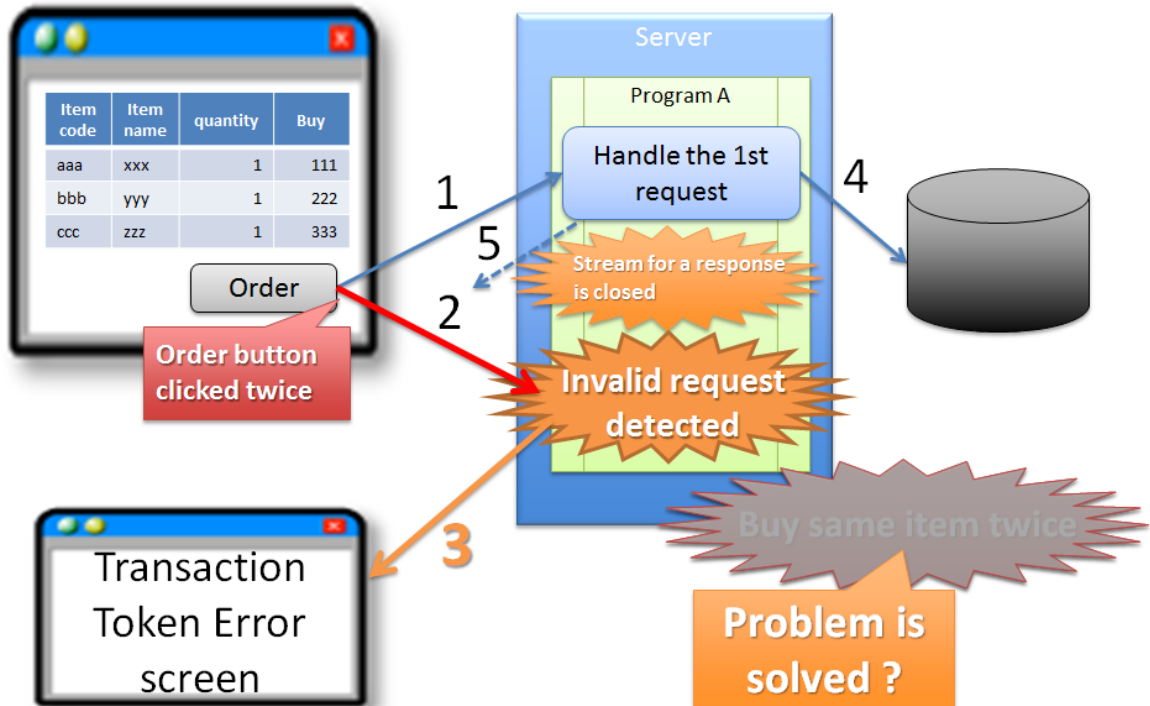 Server
Program A
Item code
Item name
quantity
Buy
aaa
xxx
1
111
bbb
yyy
1
222
ccc
zzz
1
333
Order
Order button
clicked twice
1
2
5
4
3
Handle the 1st
request
Stream for a response
is closed
Invalid request
detected
Buy same item twice
Problem is
solved ?
Transaction
Token Error
screen